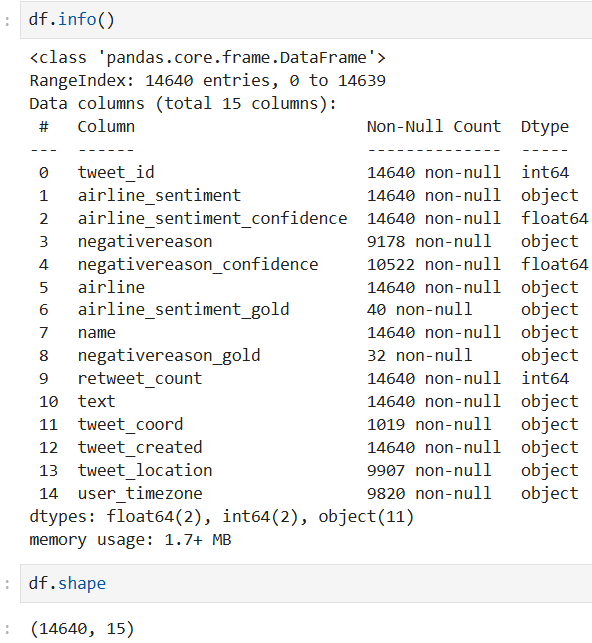 : df.info()
<class 'pandas.core.frame.DataFrame'>
RangeIndex: 14640 entries, 0 to 14639
Data columns (total 15 columns):
 #   Column                        Non-Null Count  Dtype
---  ------                        --------------  -----
 0   tweet_id                      14640 non-null  int64
 1   airline_sentiment             14640 non-null  object
 2   airline_sentiment_confidence  14640 non-null  float64
 3   negativereason                9178 non-null   object
 4   negativereason_confidence     10522 non-null  float64
 5   airline                       14640 non-null  object
 6   airline_sentiment_gold        40 non-null     object
 7   name                          14640 non-null  object
 8   negativereason_gold           32 non-null     object
 9   retweet_count                 14640 non-null  int64
 10  text                          14640 non-null  object
 11  tweet_coord                   1019 non-null   object
 12  tweet_created                 14640 non-null  object
 13  tweet_location                9907 non-null   object
 14  user_timezone                 9820 non-null   object
dtypes: float64(2), int64(2), object(11)
memory usage: 1.7+ MB
: df.shape
: (14640, 15)